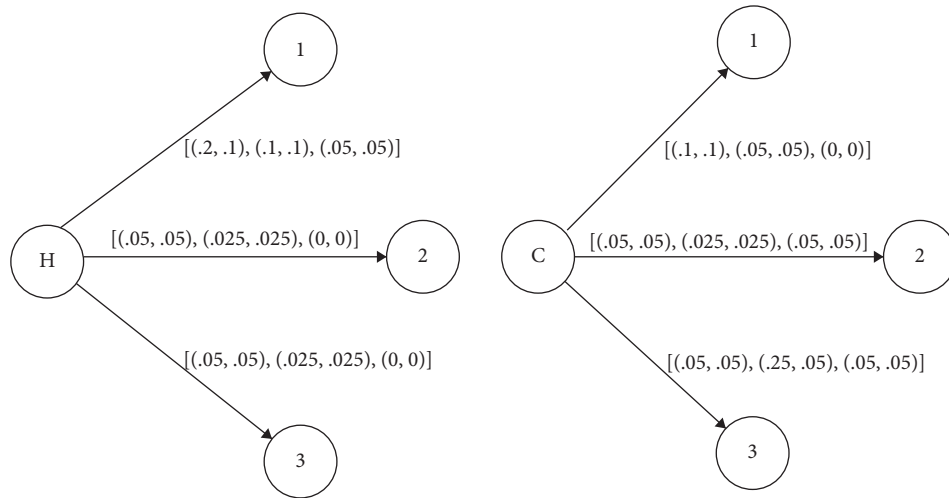 1
[(.2, .1), (.1, .1), (.05, .05)]
H
[(.05, .05), (.025, .025), (0, 0)]
2
[(.05, .05), (.025, .025), (0, 0)]
3
1
[(.1, .1), (.05, .05), (0, 0)]
C
[(.05, .05), (.025, .025), (.05, .05)]
2
[(.05, .05), (.25, .05), (.05, .05)]
3